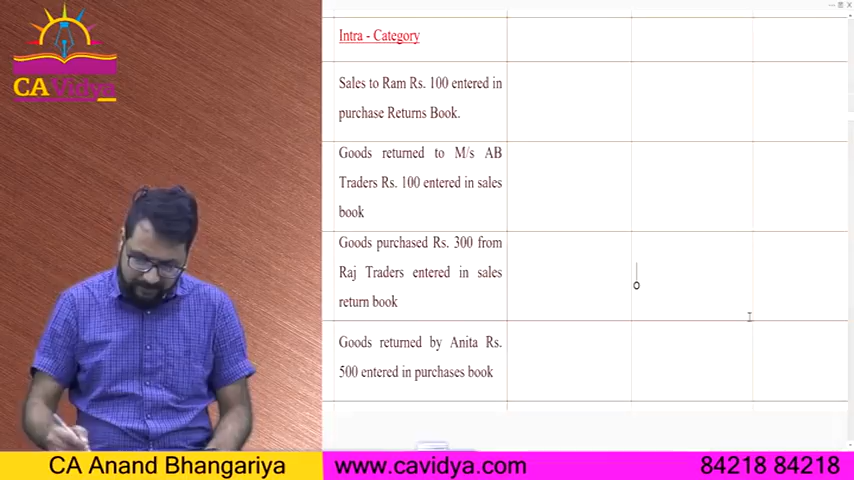 CA Vidya
Intra - Category
Sales to Ram Rs. 100 entered in
purchase Returns Book.
Goods returned to M/s AB
Traders Rs. 100 entered in sales
book
Goods purchased Rs. 300 from
Raj Traders entered in sales
return book
Goods returned by Anita Rs.
500 entered in purchases book
CA Anand Bhangariya
www.cavidya.com
84218 84218